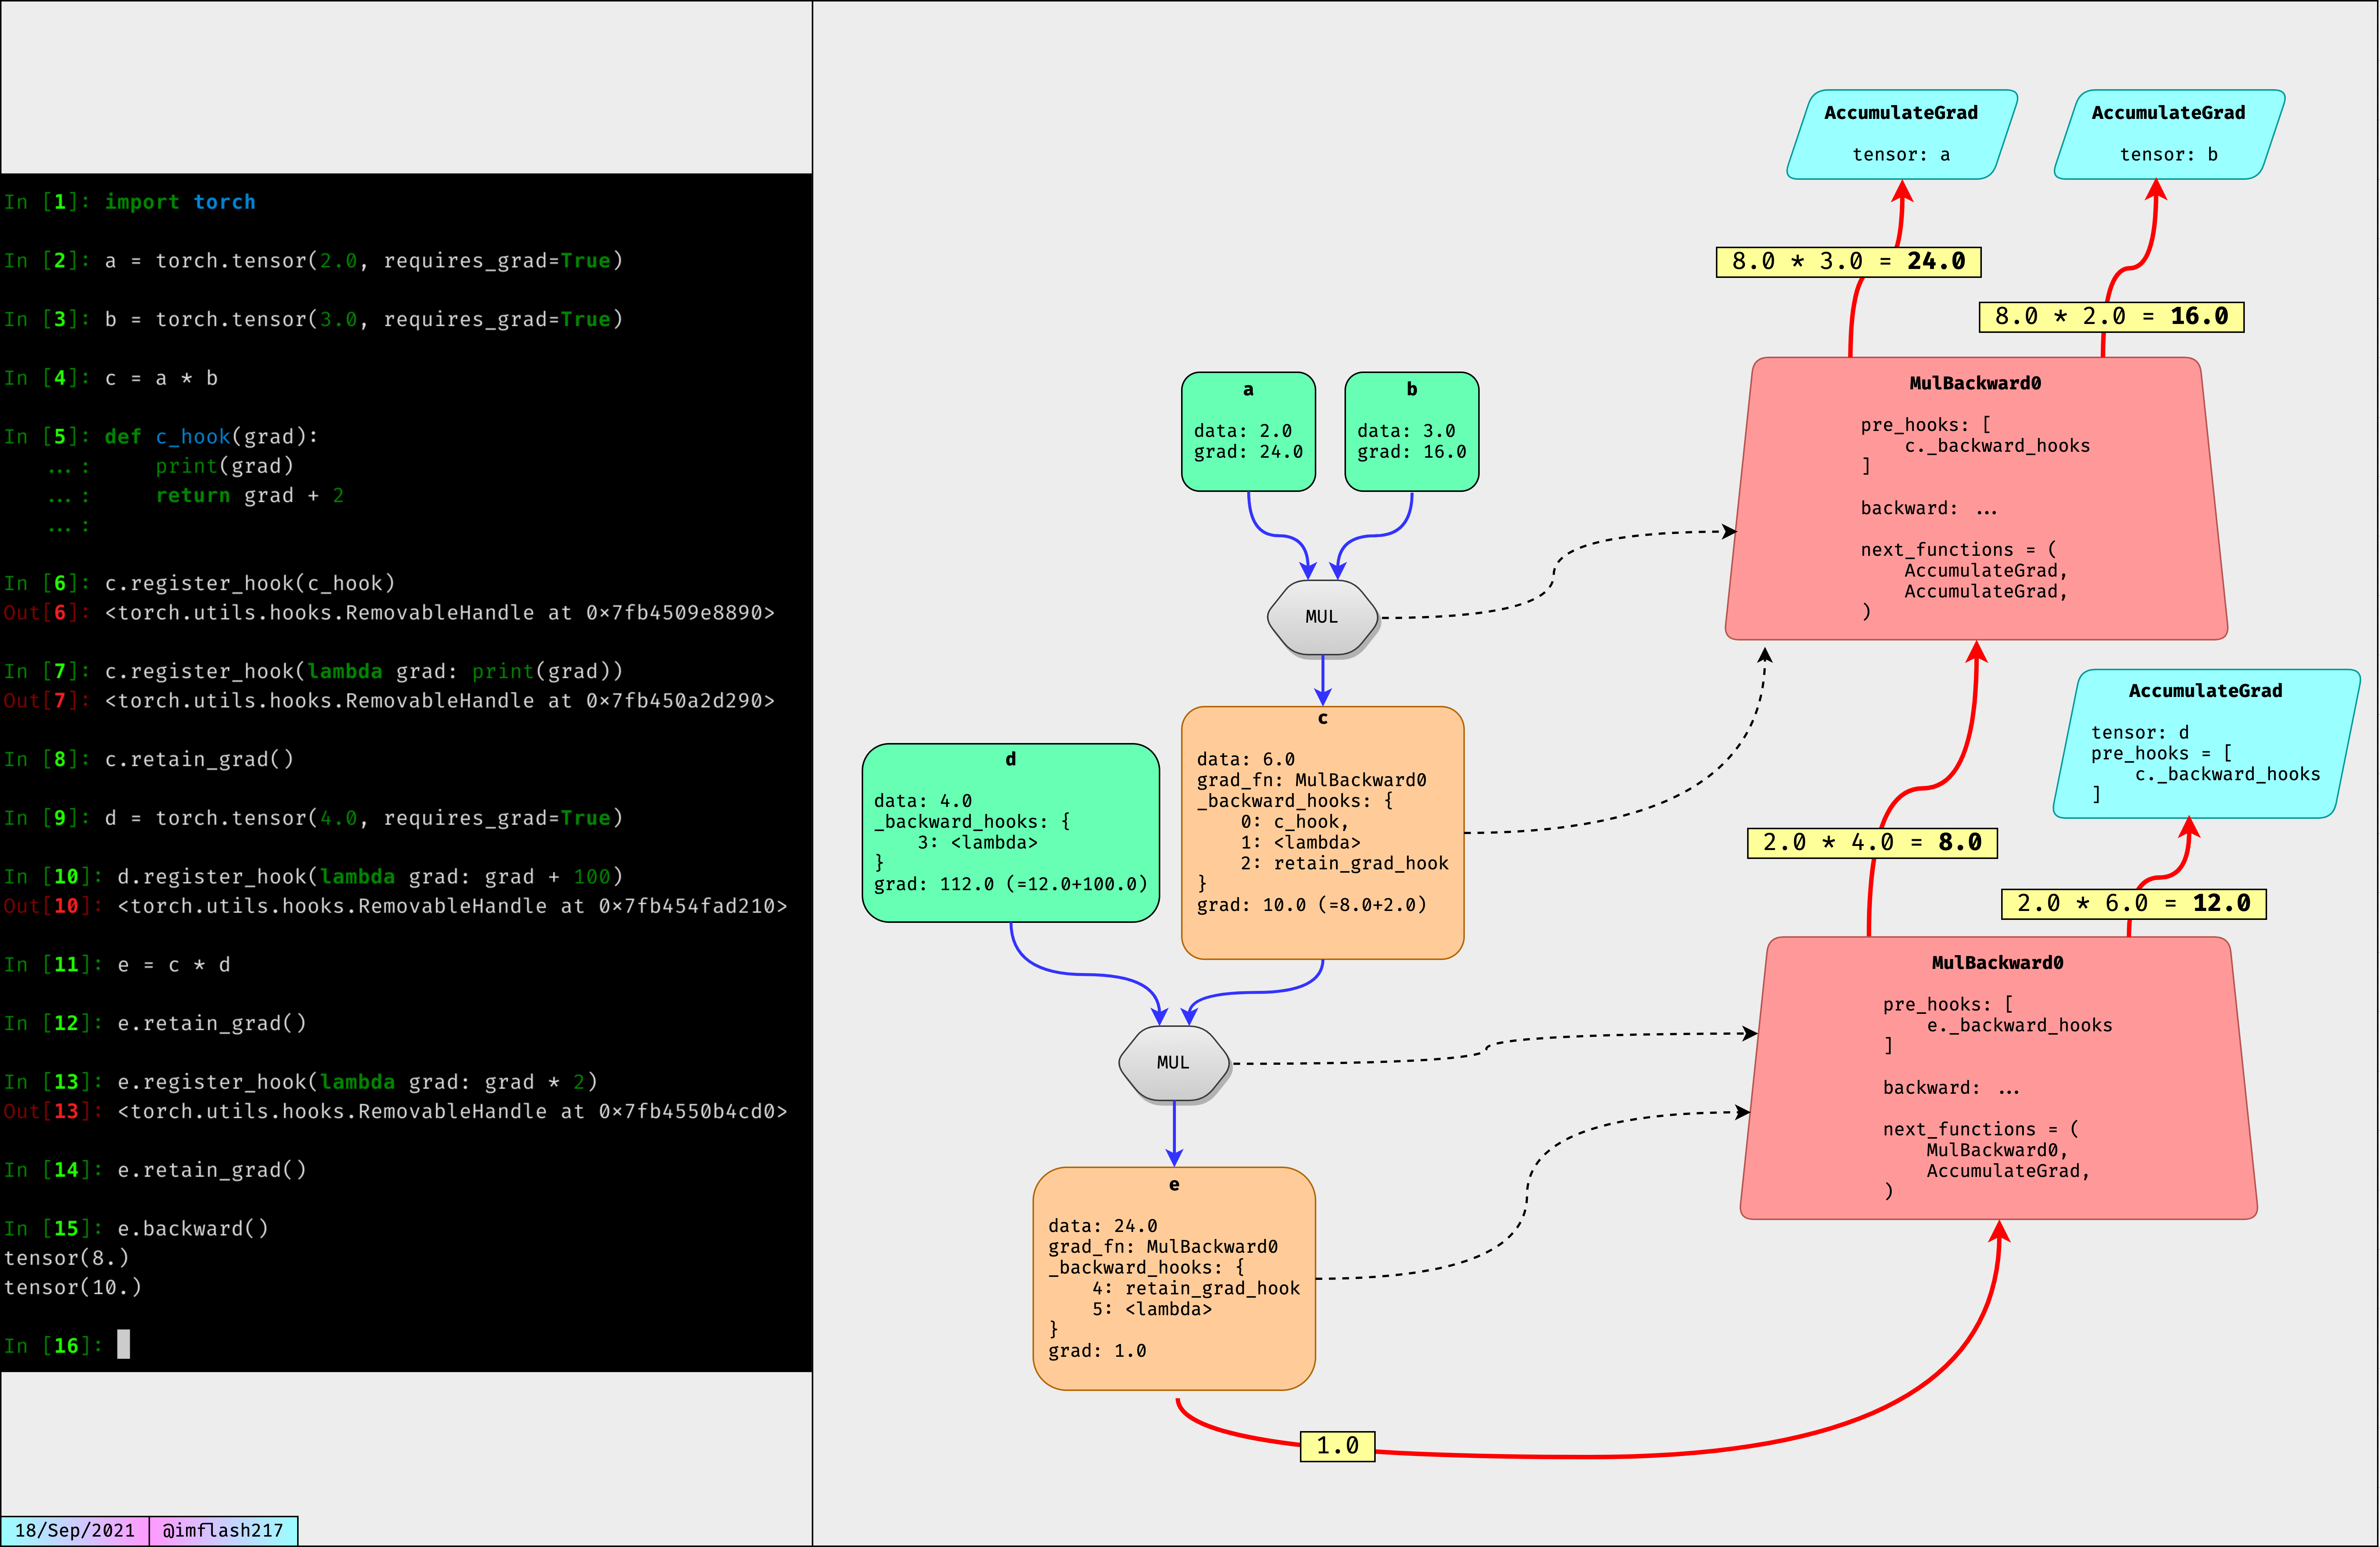 In [1]: import torch
In [2]: a = torch.tensor(2.0, requires_grad=True)
In [3]: b = torch.tensor(3.0, requires_grad=True)
In [4]: c = a * b
In [5]: def c_hook(grad):
...:     print(grad)
...:     return grad + 2
...:
In [6]: c.register_hook(c_hook)
Out[6]: <torch.utils.hooks.RemovableHandle at 0×7fb4509e8890>
In [7]: c.register_hook(lambda grad: print(grad))
Out[7]: <torch.utils.hooks.RemovableHandle at 0×7fb450a2d290>
In [8]: c.retain_grad()
In [9]: d = torch.tensor(4.0, requires_grad=True)
In [10]: d.register_hook(lambda grad: grad + 100)
Out[10]: <torch.utils.hooks.RemovableHandle at 0×7fb454fad210>
In [11]: e = c * d
In [12]: e.retain_grad()
In [13]: e.register_hook(lambda grad: grad * 2)
Out[13]: <torch.utils.hooks.RemovableHandle at 0×7fb4550b4cd0>
In [14]: e.retain_grad()
In [15]: e.backward()
tensor(8.)
tensor(10.)
In [16]:
18/Sep/2021
@imflash217
a
data: 2.0
grad: 24.0
b
data: 3.0
grad: 16.0
MUL
c
data: 6.0
grad_fn: MulBackward0
_backward_hooks: {
0: c_hook,
1: <lambda>
2: retain_grad_hook
}
grad: 10.0 (=8.0+2.0)
d
data: 4.0
_backward_hooks: {
3: <lambda>
}
grad: 112.0 (=12.0+100.0)
MUL
e
data: 24.0
grad_fn: MulBackward0
_backward_hooks: {
4: retain_grad_hook
5: <lambda>
}
grad: 1.0
1.0
AccumulateGrad
tensor: a
AccumulateGrad
tensor: b
8.0 * 3.0 = 24.0
8.0 * 2.0 = 16.0
MulBackward0
pre_hooks: [
c._backward_hooks
]
backward: ...
next_functions = (
AccumulateGrad,
AccumulateGrad,
)
AccumulateGrad
tensor: d
pre_hooks = [
c._backward_hooks
]
2.0 * 4.0 = 8.0
2.0 * 6.0 = 12.0
MulBackward0
pre_hooks: [
e._backward_hooks
]
backward: ...
next_functions = (
MulBackward0,
AccumulateGrad,
)